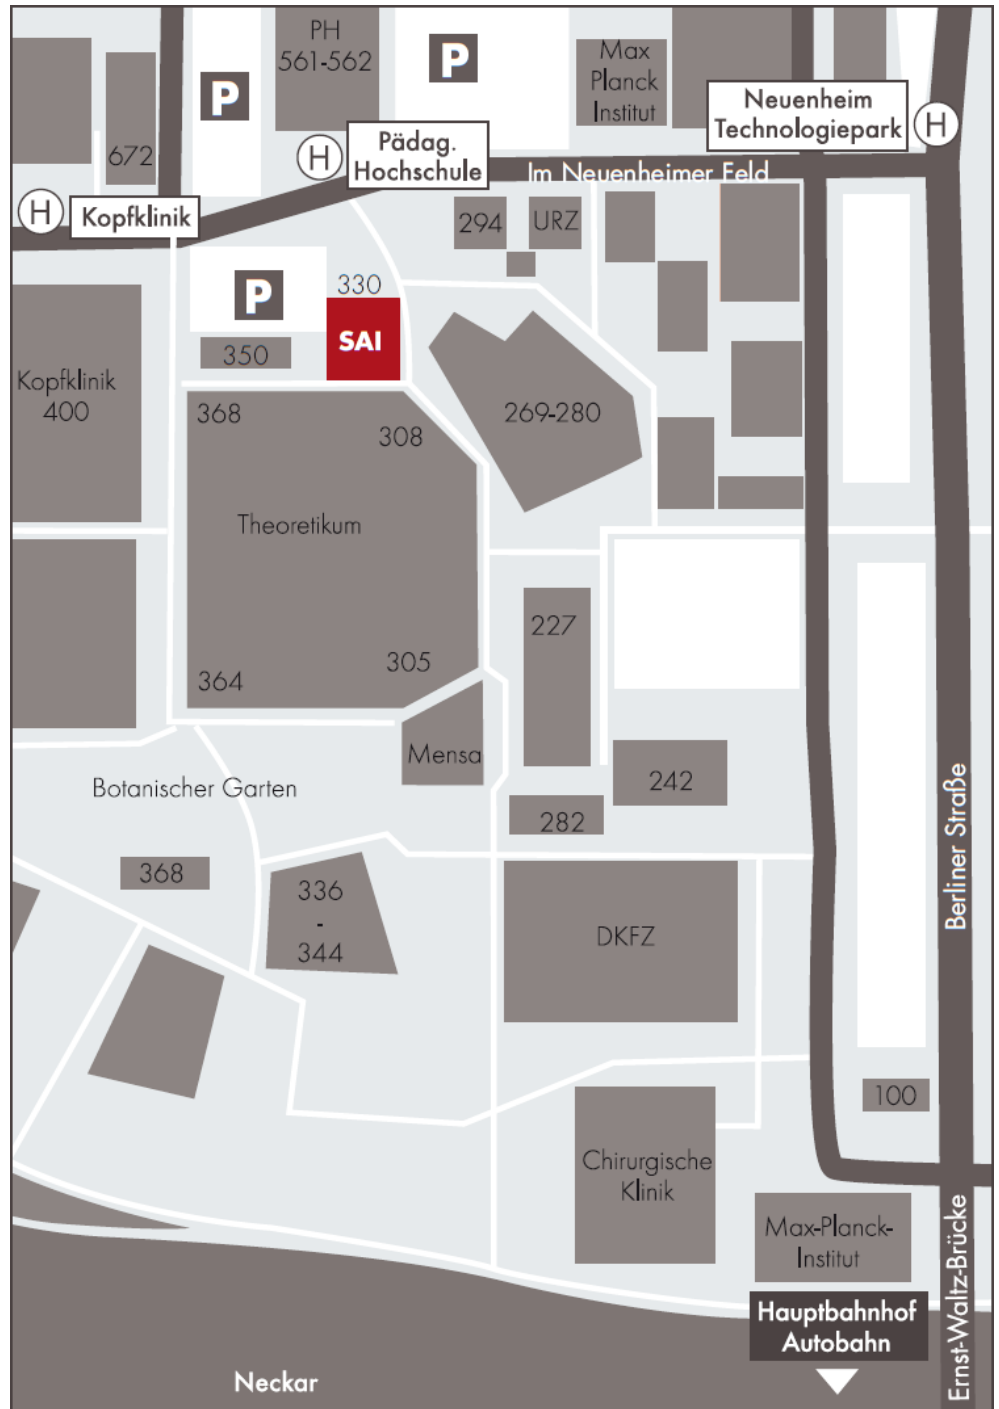 PH
561-562
P
P
Max
Planck
Institut
Neuenheim
Technologiepark
H
Pädag.
Hochschule
H
672
Im Neuenheimer Feld
H
Kopfklinik
294
URZ
P
330
SAI
350
Kopfklinik
400
368
308
269-280
Theoretikum
227
305
364
Mensa
242
Botanischer Garten
282
Berliner Straße
368
336
-
344
DKFZ
100
Chirurgische
Klinik
Max-Planck-
Institut
Ernst-Waltz-Brücke
Hauptbahnhof
Autobahn
Neckar